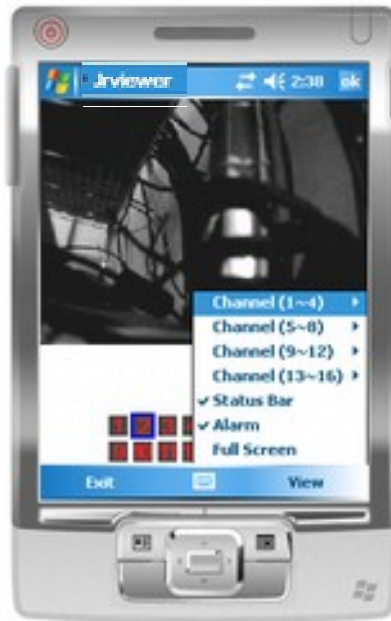 Jrviewer 2:38 ok
Channel (1~4)
Channel (5~8)
Channel (9~12)
Channel (13~16)
Status Bar
Alarm
Full Screen
Exit View